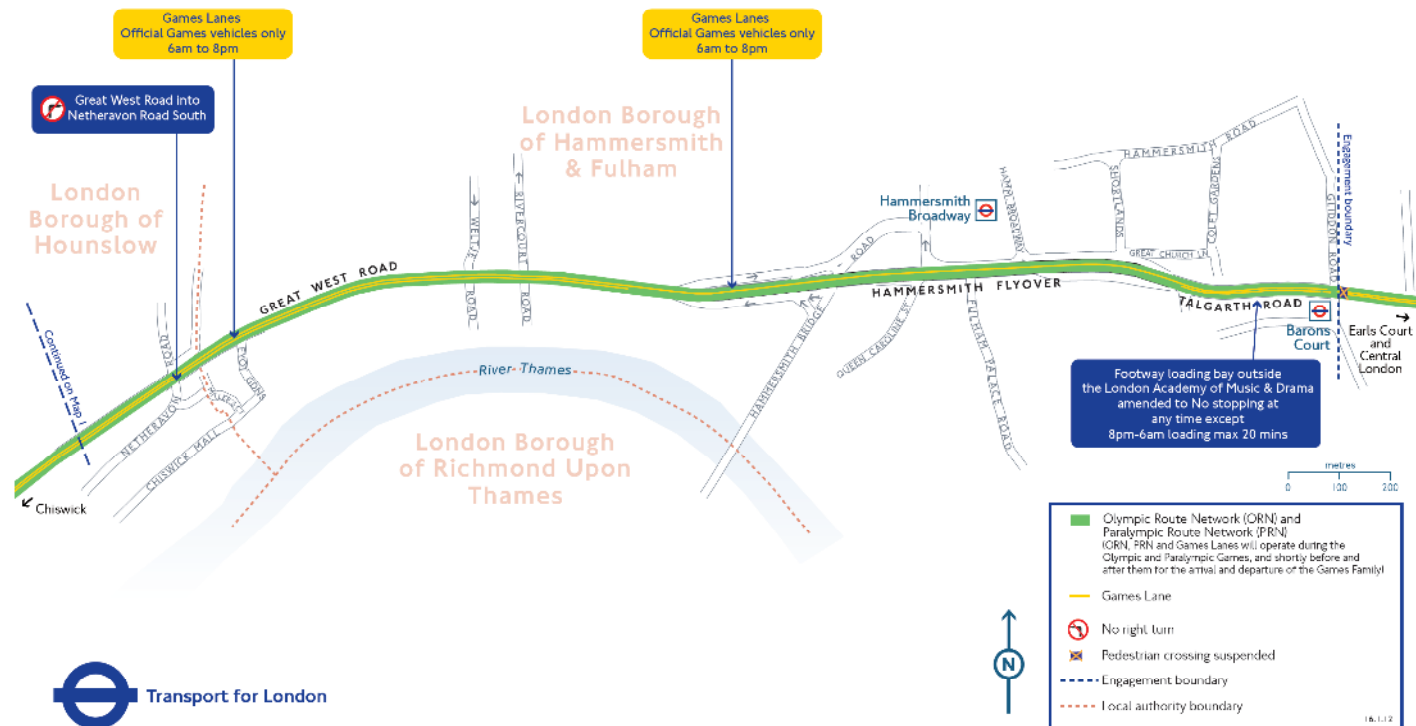 Games Lanes
Official Games vehicles only
6am to 8pm
Games Lanes
Official Games vehicles only
6am to 8pm
Great West Road into
Netheravon Road South
London Borough
of Hammersmith
& Fulham
London
Borough of
Hounslow
Hammersmith
Broadway
HAMMERSMITH ROAD
SHORTLANDS
COLET GARDENS
GREAT CHURCH LN
GLIDDON ROAD
Engagement boundary
HAMM. BROADWAY
ROAD
WELTJE ROAD
RIVERCOURT ROAD
GREAT WEST ROAD
HAMMERSMITH FLYOVER
TALGARTH ROAD
Barons
Court
Earls Court
and
Central
London
Continued on Map 1
NETHERAVON ROAD
EYOT GDNS
CHISWICK MALL
HAMMERSMITH BRIDGE
QUEEN CAROLINE ST
FULHAM PALACE ROAD
River Thames
London Borough
of Richmond Upon
Thames
Chiswick
Footway loading bay outside
the London Academy of Music & Drama
amended to No stopping at
any time except
8pm-6am loading max 20 mins
metres
0 100 200
Olympic Route Network (ORN) and
Paralympic Route Network (PRN)
(ORN, PRN and Games Lanes will operate during the
Olympic and Paralympic Games, and shortly before and
after them for the arrival and departure of the Games Family)
Games Lane
No right turn
Pedestrian crossing suspended
Engagement boundary
Local authority boundary
16.1.12
N
Transport for London